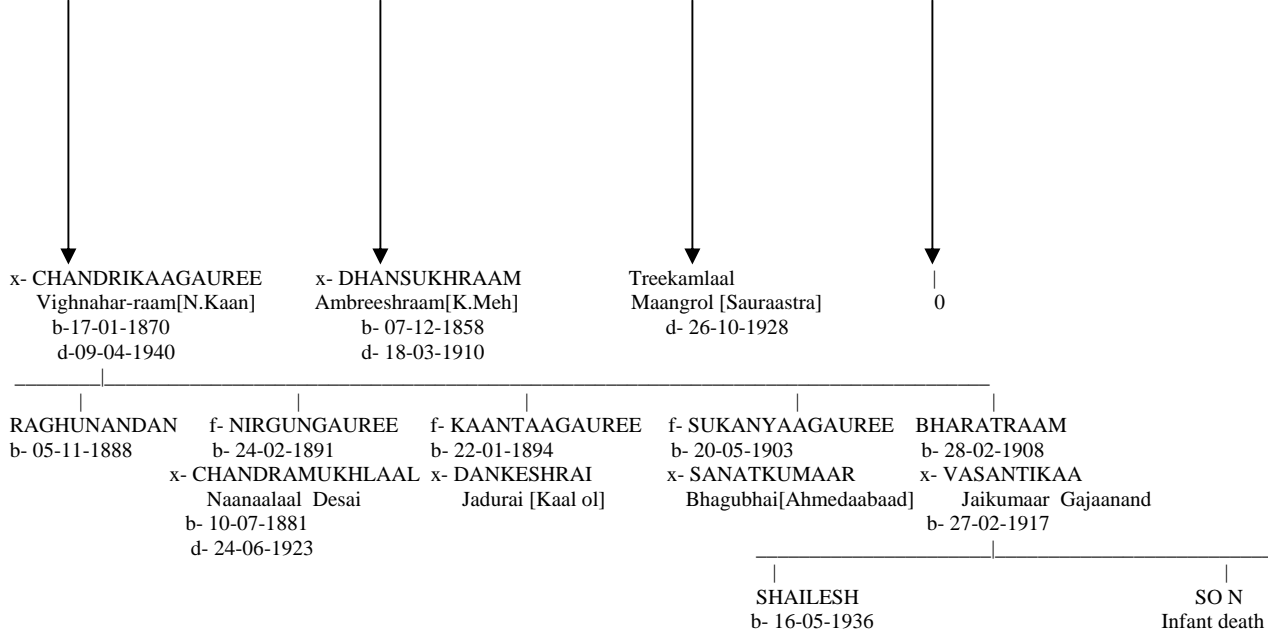 x- CHANDRIKAAGAUREE x- DHANSUKHRAAM Treekamlaal |
Vighnahar-raam[N.Kaan] Ambreeshraam[K.Meh] Maangrol [Sauraastra] 0
b-17-01-1870 b- 07-12-1858 d- 26-10-1928
d-09-04-1940 d- 18-03-1910
RAGHUNANDAN f- NIRGUNGAUREE f- KAANTAAGAUREE f- SUKANYAAGAUREE BHARATRAAM
b- 05-11-1888 b- 24-02-1891 b- 22-01-1894 b- 20-05-1903 b- 28-02-1908
x- CHANDRAMUKHLAAL x- DANKESHRAI x- SANATKUMAAR x- VASANTIKAA
Naanaalaal Desai Jadurai [Kaal ol] Bhagubhai[Ahmedaabaad] Jaikumaar Gajaanand
b- 10-07-1881 b- 27-02-1917
d- 24-06-1923
SHAILESH SO N
b- 16-05-1936 Infant death